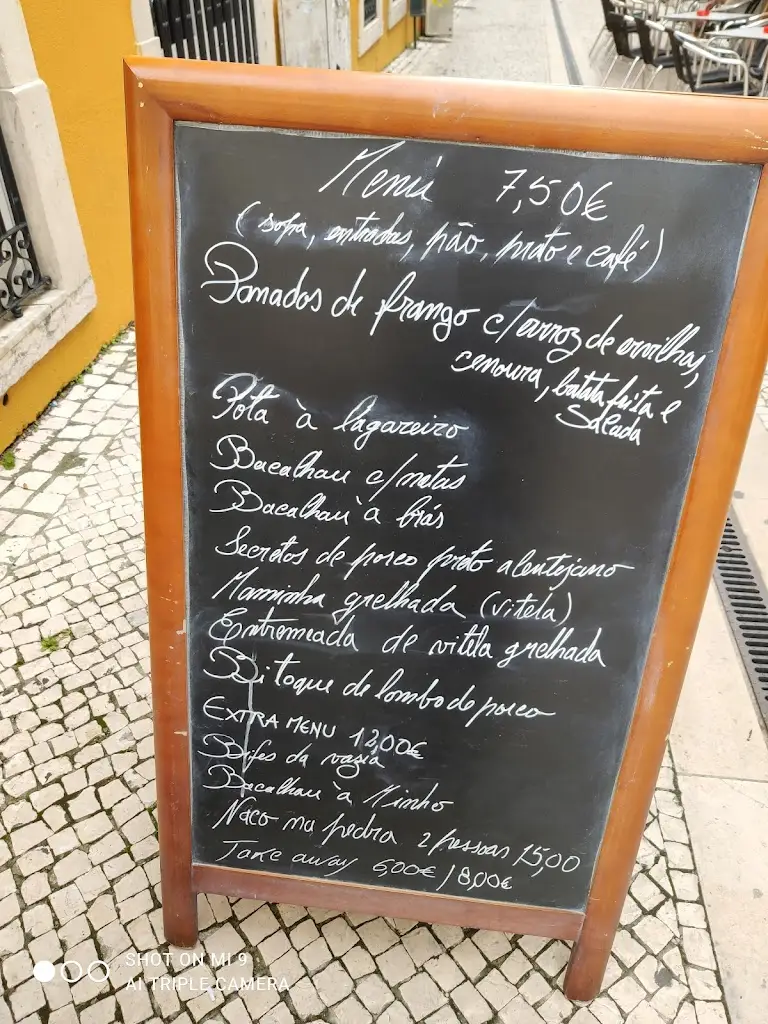 Menú 7,50€
(sopa, entradas, pão, prato e café)
Panados de frango c/arroz de ervilhas,
cenoura, batata frita e
Salada
Pota à lagareiro
Bacalhau c/natas
Bacalhau à brás
Secretos de porco preto alentejano
Maminha grelhada (vitela)
Entremeada de vitela grelhada
Bitoque de lombo de porco
EXTRA MENU 12,00€
Bifes da vazia
Bacalhau à Minho
Naco na pedra 2 pessoas 15,00
Take away 6,00€/8,00€
SHOT ON MI 9
AI TRIPLE CAMERA